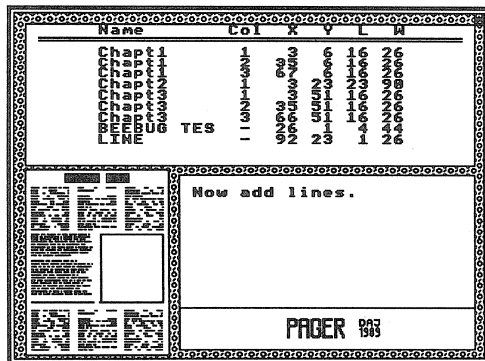 Name Col X Y L W
Chapt1 1 3 6 16 26
Chapt1 2 35 6 16 26
Chapt1 3 67 6 16 26
Chapt2 1 3 23 23 90
Chapt3 1 3 51 16 26
Chapt3 2 35 51 16 26
Chapt3 3 66 51 16 26
BEEBUG TES - 26 1 4 44
LINE - 92 23 1 26
Now add lines.
PAGER DAJ
1989